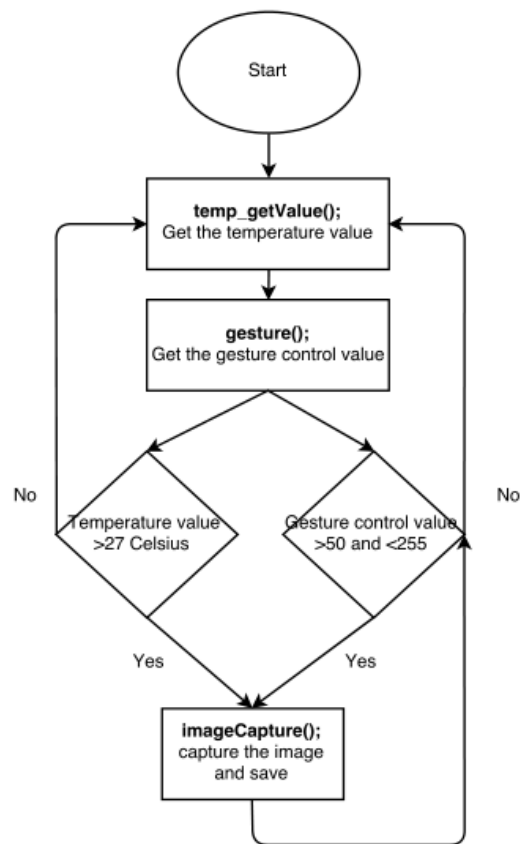 Start
temp_getValue();
Get the temperature value
gesture();
Get the gesture control value
No
Temperature value
>27 Celsius
Gesture control value
>50 and <255
No
Yes
Yes
imageCapture();
capture the image
and save